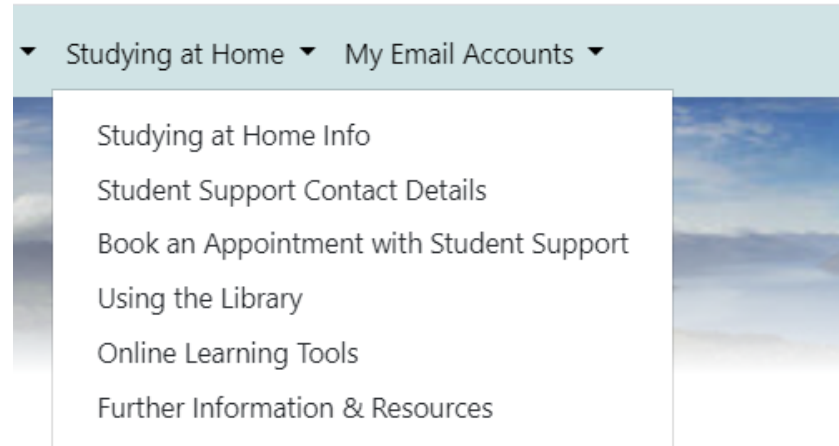 Studying at Home My Email Accounts
Studying at Home Info
Student Support Contact Details
Book an Appointment with Student Support
Using the Library
Online Learning Tools
Further Information & Resources